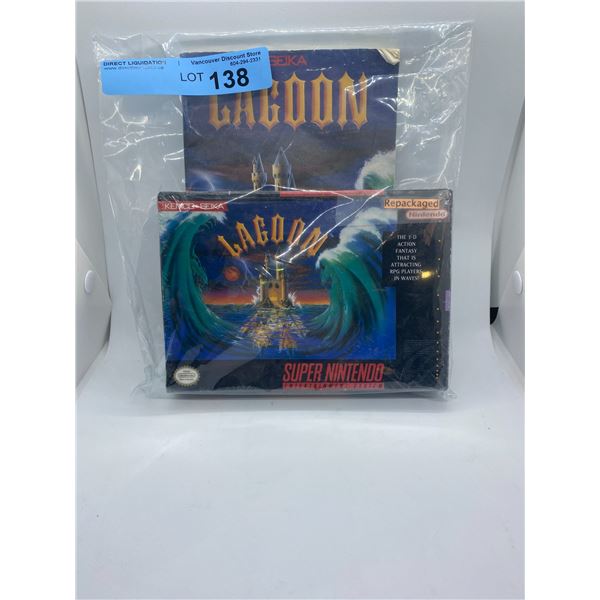 DIRECT LIQUIDATION
Vancouver Discount Store
604-294-2331
LOT 138
SEIKA
LAGOON
KEMCO SEIKA
Repackaged
Nintendo
LAGOON
THE 3-D
ACTION
FANTASY
THAT IS
ATTRACTING
RPG PLAYERS
IN WAVES!
SUPER NINTENDO
ENTERTAINMENT SYSTEM